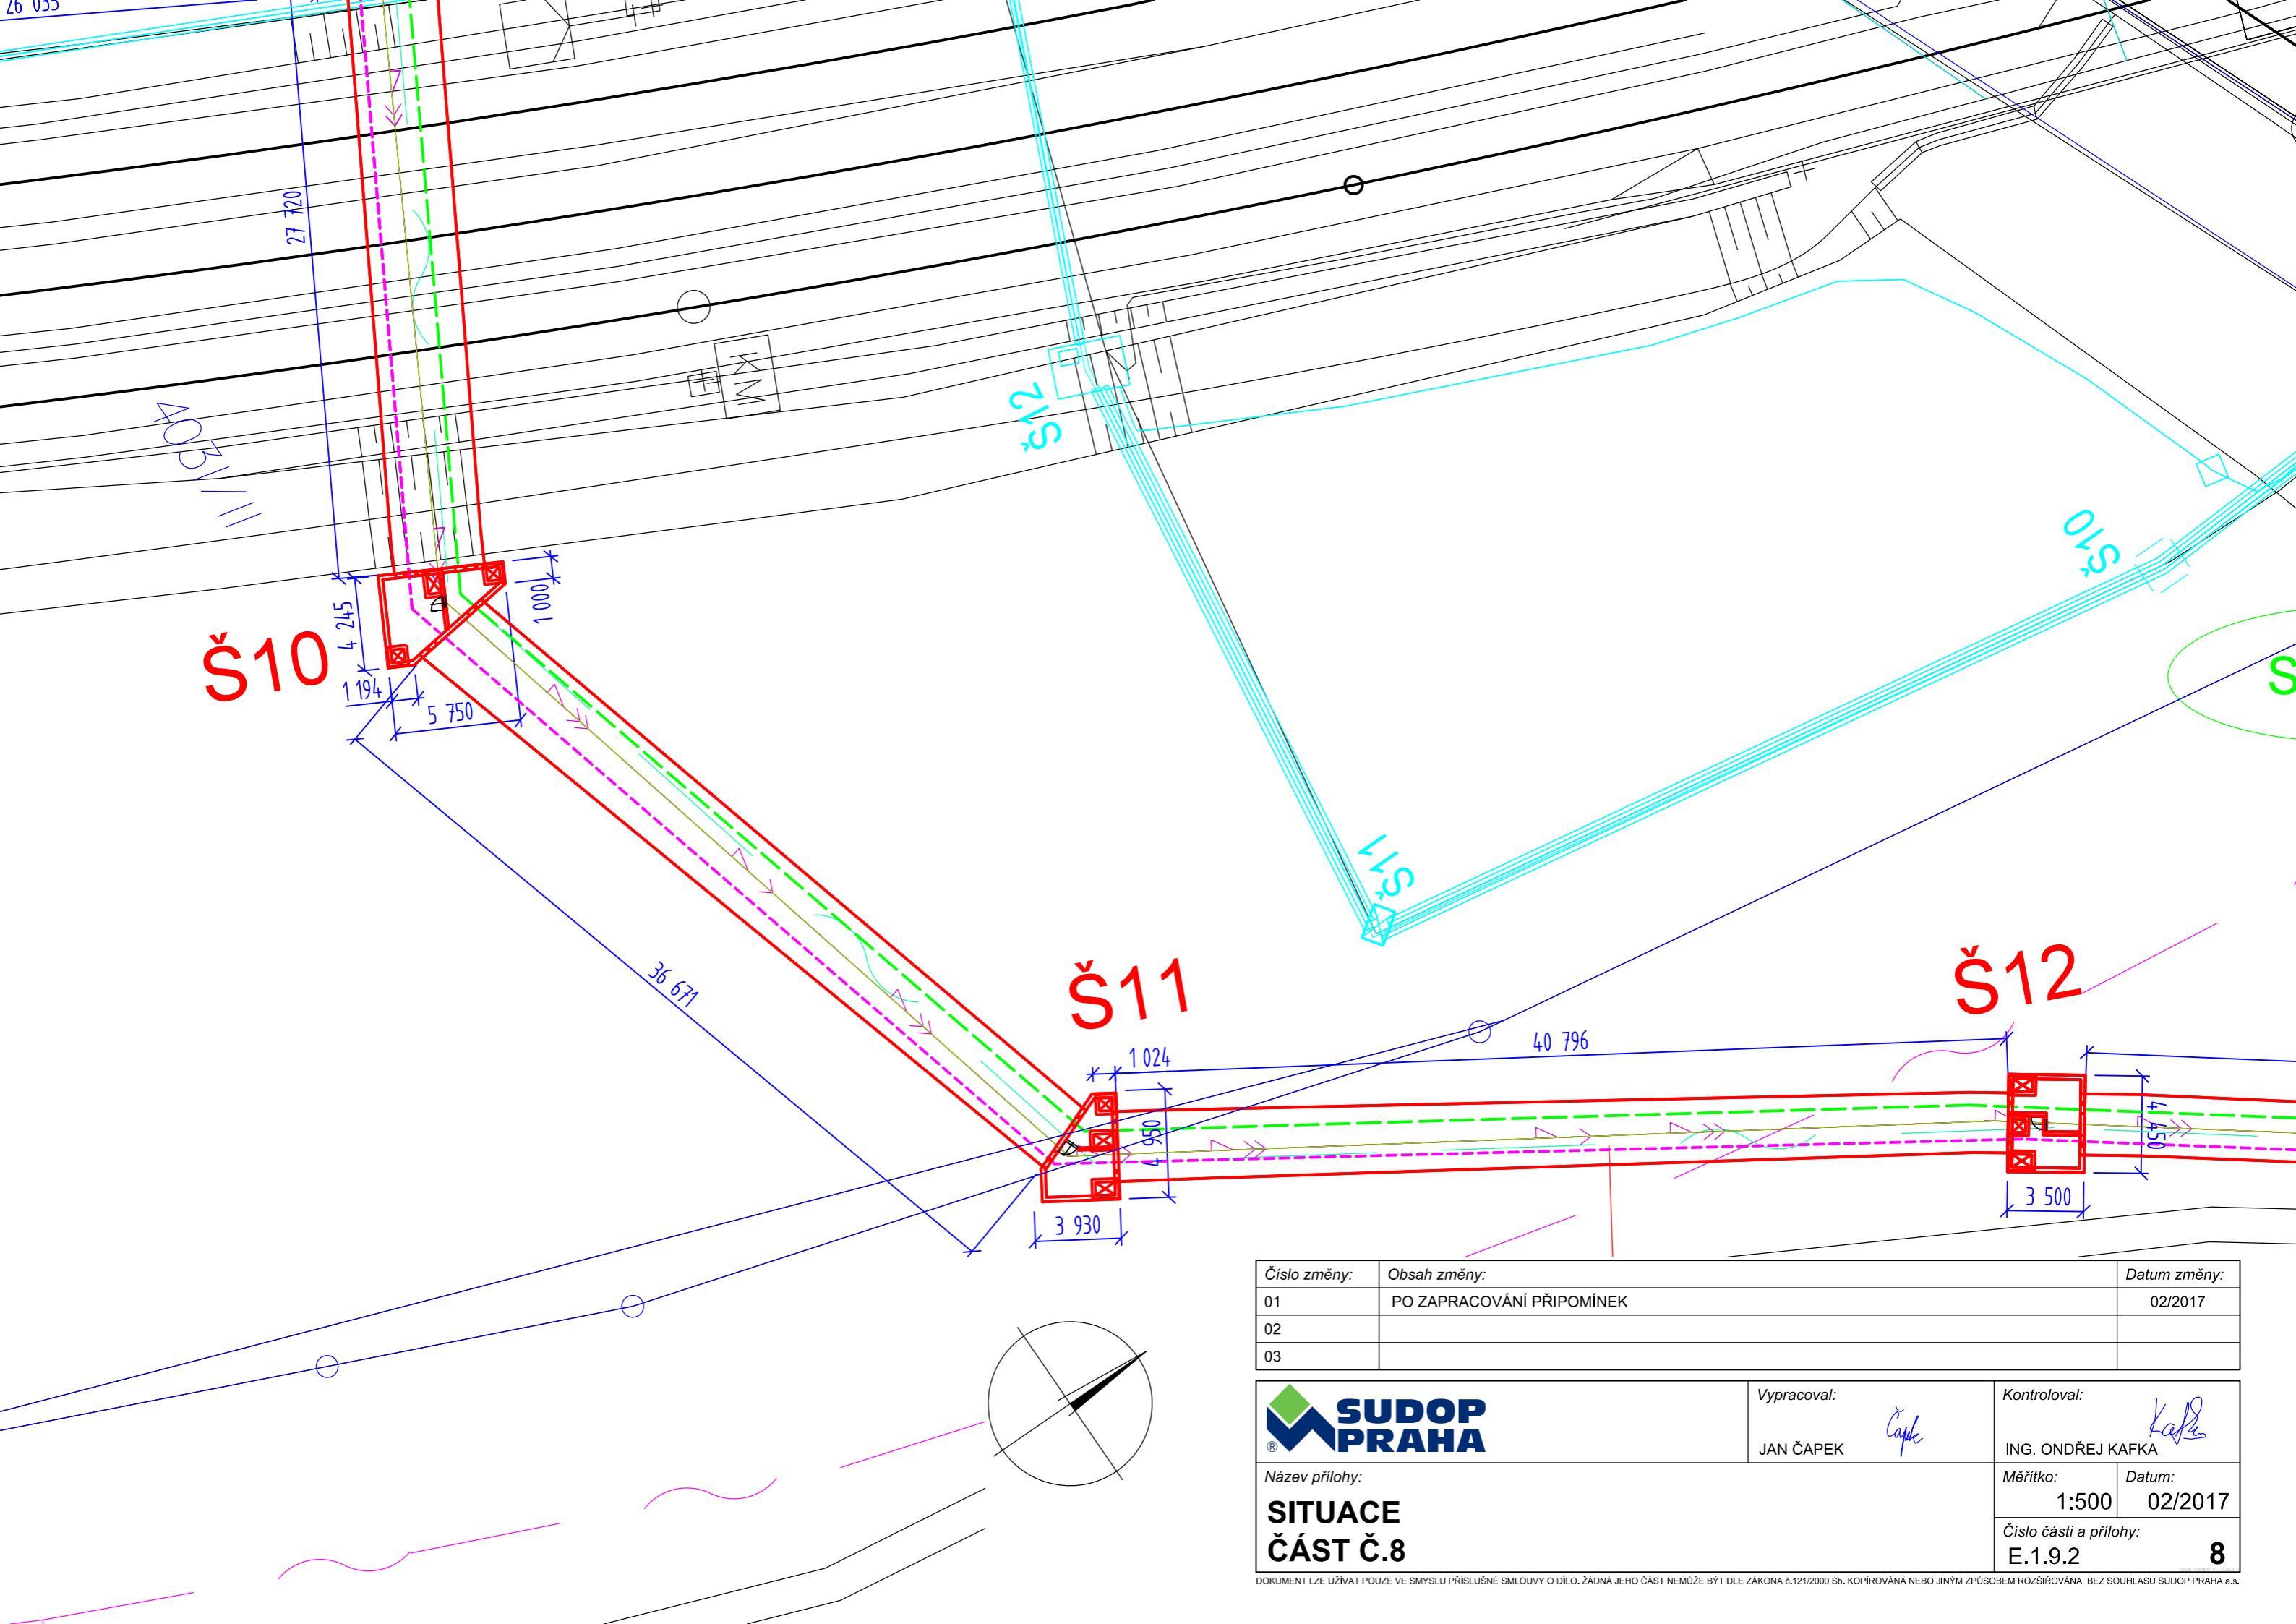 26 035
27 720
403/111
KM
Š12
Š10
4 245
1 000
Š10
1 194
5 750
S
36 671
Š11
Š11
1 024
40 796
Š12
4 950
4 450
3 930
3 500
Číslo změny: Obsah změny: Datum změny:
01 PO ZAPRACOVÁNÍ PŘIPOMÍNEK 02/2017
02
03
SUDOP
PRAHA
®
Vypracoval:
JAN ČAPEK
Kontroloval:
ING. ONDŘEJ KAFKA
Název přílohy:
SITUACE
ČÁST Č.8
Měřítko: Datum:
1:500 02/2017
Číslo části a přílohy:
E.1.9.2 8
DOKUMENT LZE UŽÍVAT POUZE VE SMYSLU PŘÍSLUŠNÉ SMLOUVY O DÍLO. ŽÁDNÁ JEHO ČÁST NEMŮŽE BÝT DLE ZÁKONA č.121/2000 Sb. KOPÍROVÁNA NEBO JINÝM ZPŮSOBEM ROZŠIŘOVÁNA BEZ SOUHLASU SUDOP PRAHA a.s.